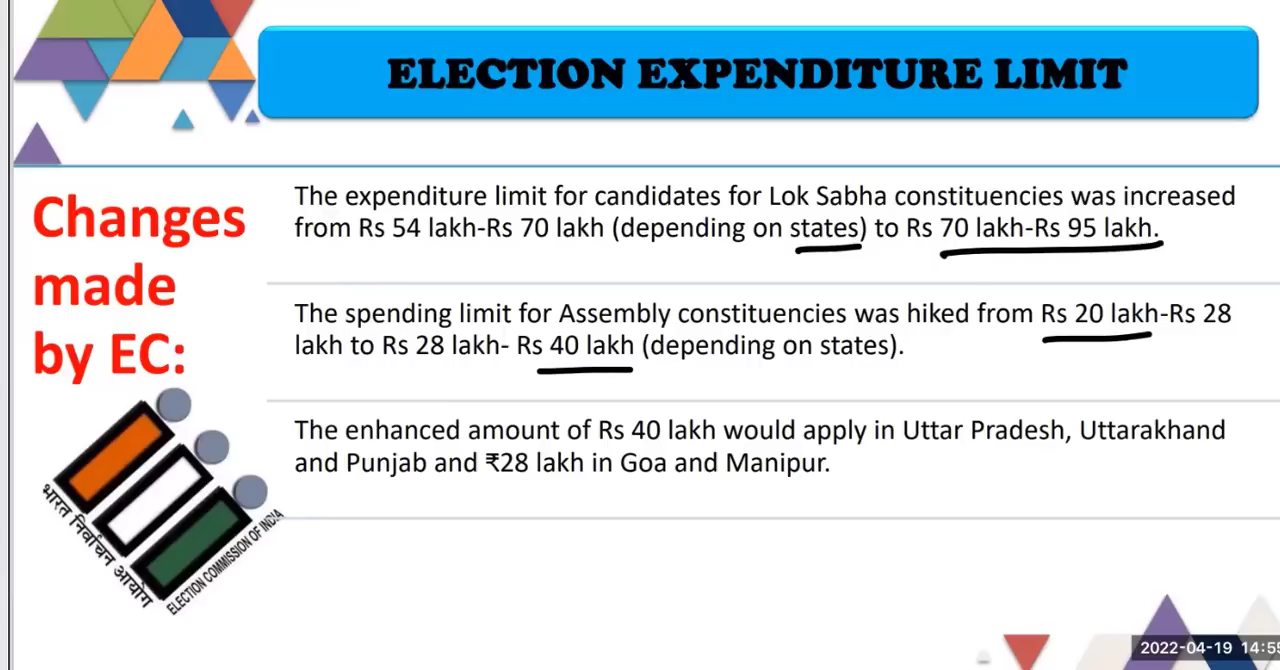 ELECTION EXPENDITURE LIMIT
Changes
made
by EC:
The expenditure limit for candidates for Lok Sabha constituencies was increased
from Rs 54 lakh-Rs 70 lakh (depending on states) to Rs 70 lakh-Rs 95 lakh.
The spending limit for Assembly constituencies was hiked from Rs 20 lakh-Rs 28
lakh to Rs 28 lakh- Rs 40 lakh (depending on states).
The enhanced amount of Rs 40 lakh would apply in Uttar Pradesh, Uttarakhand
and Punjab and ₹28 lakh in Goa and Manipur.
भारत निर्वाचन आयोग
ELECTION COMMISSION OF INDIA
2022-04-19 14:55